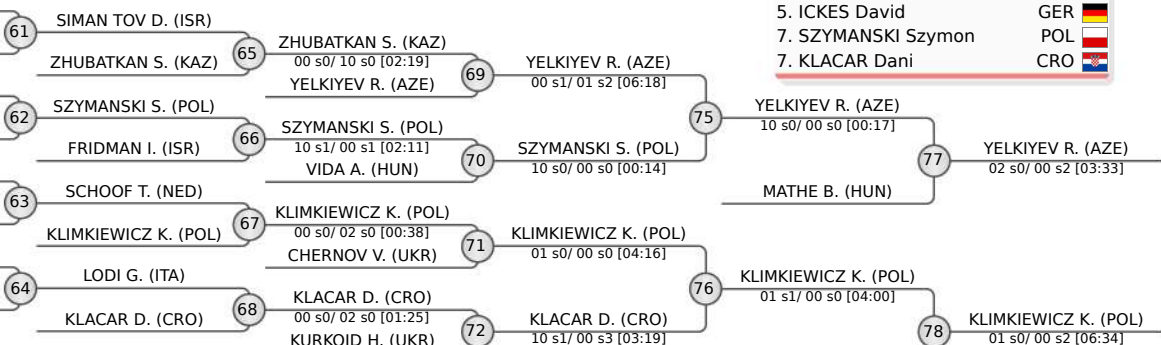 5. ICKES David GER
7. SZYMANSKI Szymon POL
7. KLACAR Dani CRO
61
SIMAN TOV D. (ISR)
ZHUBATKAN S. (KAZ)
65
62
SZYMANSKI S. (POL)
FRIDMAN I. (ISR)
66
63
SCHOOF T. (NED)
KLIMKIEWICZ K. (POL)
67
64
LODI G. (ITA)
KLACAR D. (CRO)
68
ZHUBATKAN S. (KAZ)
00 s0/ 10 s0 [02:19]
YELKIYEV R. (AZE)
69
SZYMANSKI S. (POL)
10 s1/ 00 s1 [02:11]
VIDA A. (HUN)
70
KLIMKIEWICZ K. (POL)
00 s0/ 02 s0 [00:38]
CHERNOV V. (UKR)
71
KLACAR D. (CRO)
00 s0/ 02 s0 [01:25]
KURKOID H. (UKR)
72
YELKIYEV R. (AZE)
00 s1/ 01 s2 [06:18]
75
SZYMANSKI S. (POL)
10 s0/ 00 s0 [00:14]
KLIMKIEWICZ K. (POL)
01 s0/ 00 s0 [04:16]
76
KLACAR D. (CRO)
10 s1/ 00 s3 [03:19]
YELKIYEV R. (AZE)
10 s0/ 00 s0 [00:17]
77
MATHE B. (HUN)
KLIMKIEWICZ K. (POL)
01 s1/ 00 s0 [04:00]
78
YELKIYEV R. (AZE)
02 s0/ 00 s2 [03:33]
KLIMKIEWICZ K. (POL)
01 s0/ 00 s2 [06:34]